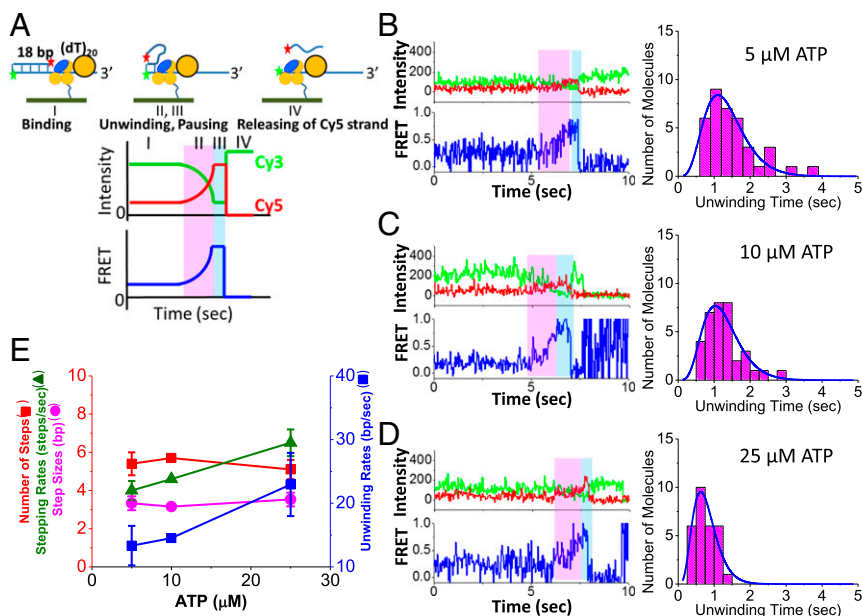 A
18 bp
(dT)20
3'
3'
3'
I
II, III
IV
Binding
Unwinding, Pausing
Releasing of Cy5 strand
I
II
III
IV
Intensity
0
Cy3
Cy5
FRET
0
Time (sec)
B
Intensity
400
200
0
FRET
1.0
0.5
0.0
0
5
10
Time (sec)
Number of Molecules
15
10
5
0
0 1 2 3 4 5
Unwinding Time (sec)
5 µM ATP
C
Intensity
400
200
0
FRET
1.0
0.5
0.0
0
5
10
Time (sec)
Number of Molecules
15
10
5
0
0 1 2 3 4 5
Unwinding Time (sec)
10 µM ATP
D
Intensity
400
200
0
FRET
1.0
0.5
0.0
0
5
10
Time (sec)
Number of Molecules
15
10
5
0
0 1 2 3 4 5
Unwinding Time (sec)
25 µM ATP
E
Number of Steps(■)
Stepping Rates (steps/sec)(▲)
Step Sizes (bp)(●)
10
8
6
4
2
0
Unwinding Rates (bp/sec)(■)
40
30
20
10
0
10
20
30
ATP (µM)